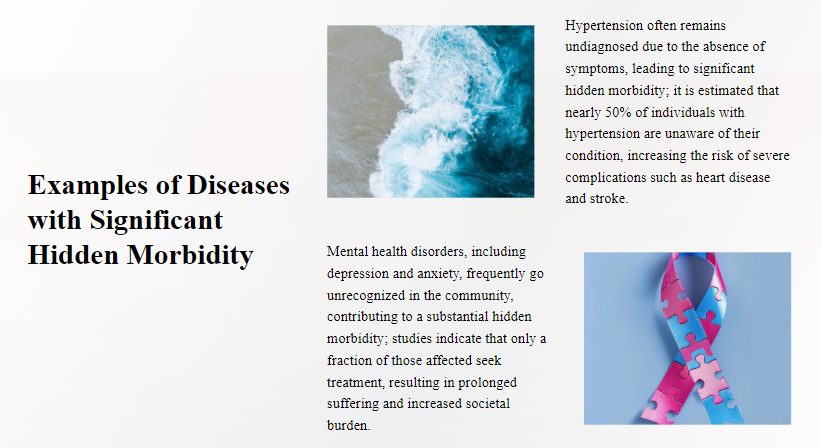 Examples of Diseases
with Significant
Hidden Morbidity
Hypertension often remains
undiagnosed due to the absence of
symptoms, leading to significant
hidden morbidity; it is estimated that
nearly 50% of individuals with
hypertension are unaware of their
condition, increasing the risk of severe
complications such as heart disease
and stroke.
Mental health disorders, including
depression and anxiety, frequently go
unrecognized in the community,
contributing to a substantial hidden
morbidity; studies indicate that only a
fraction of those affected seek
treatment, resulting in prolonged
suffering and increased societal
burden.